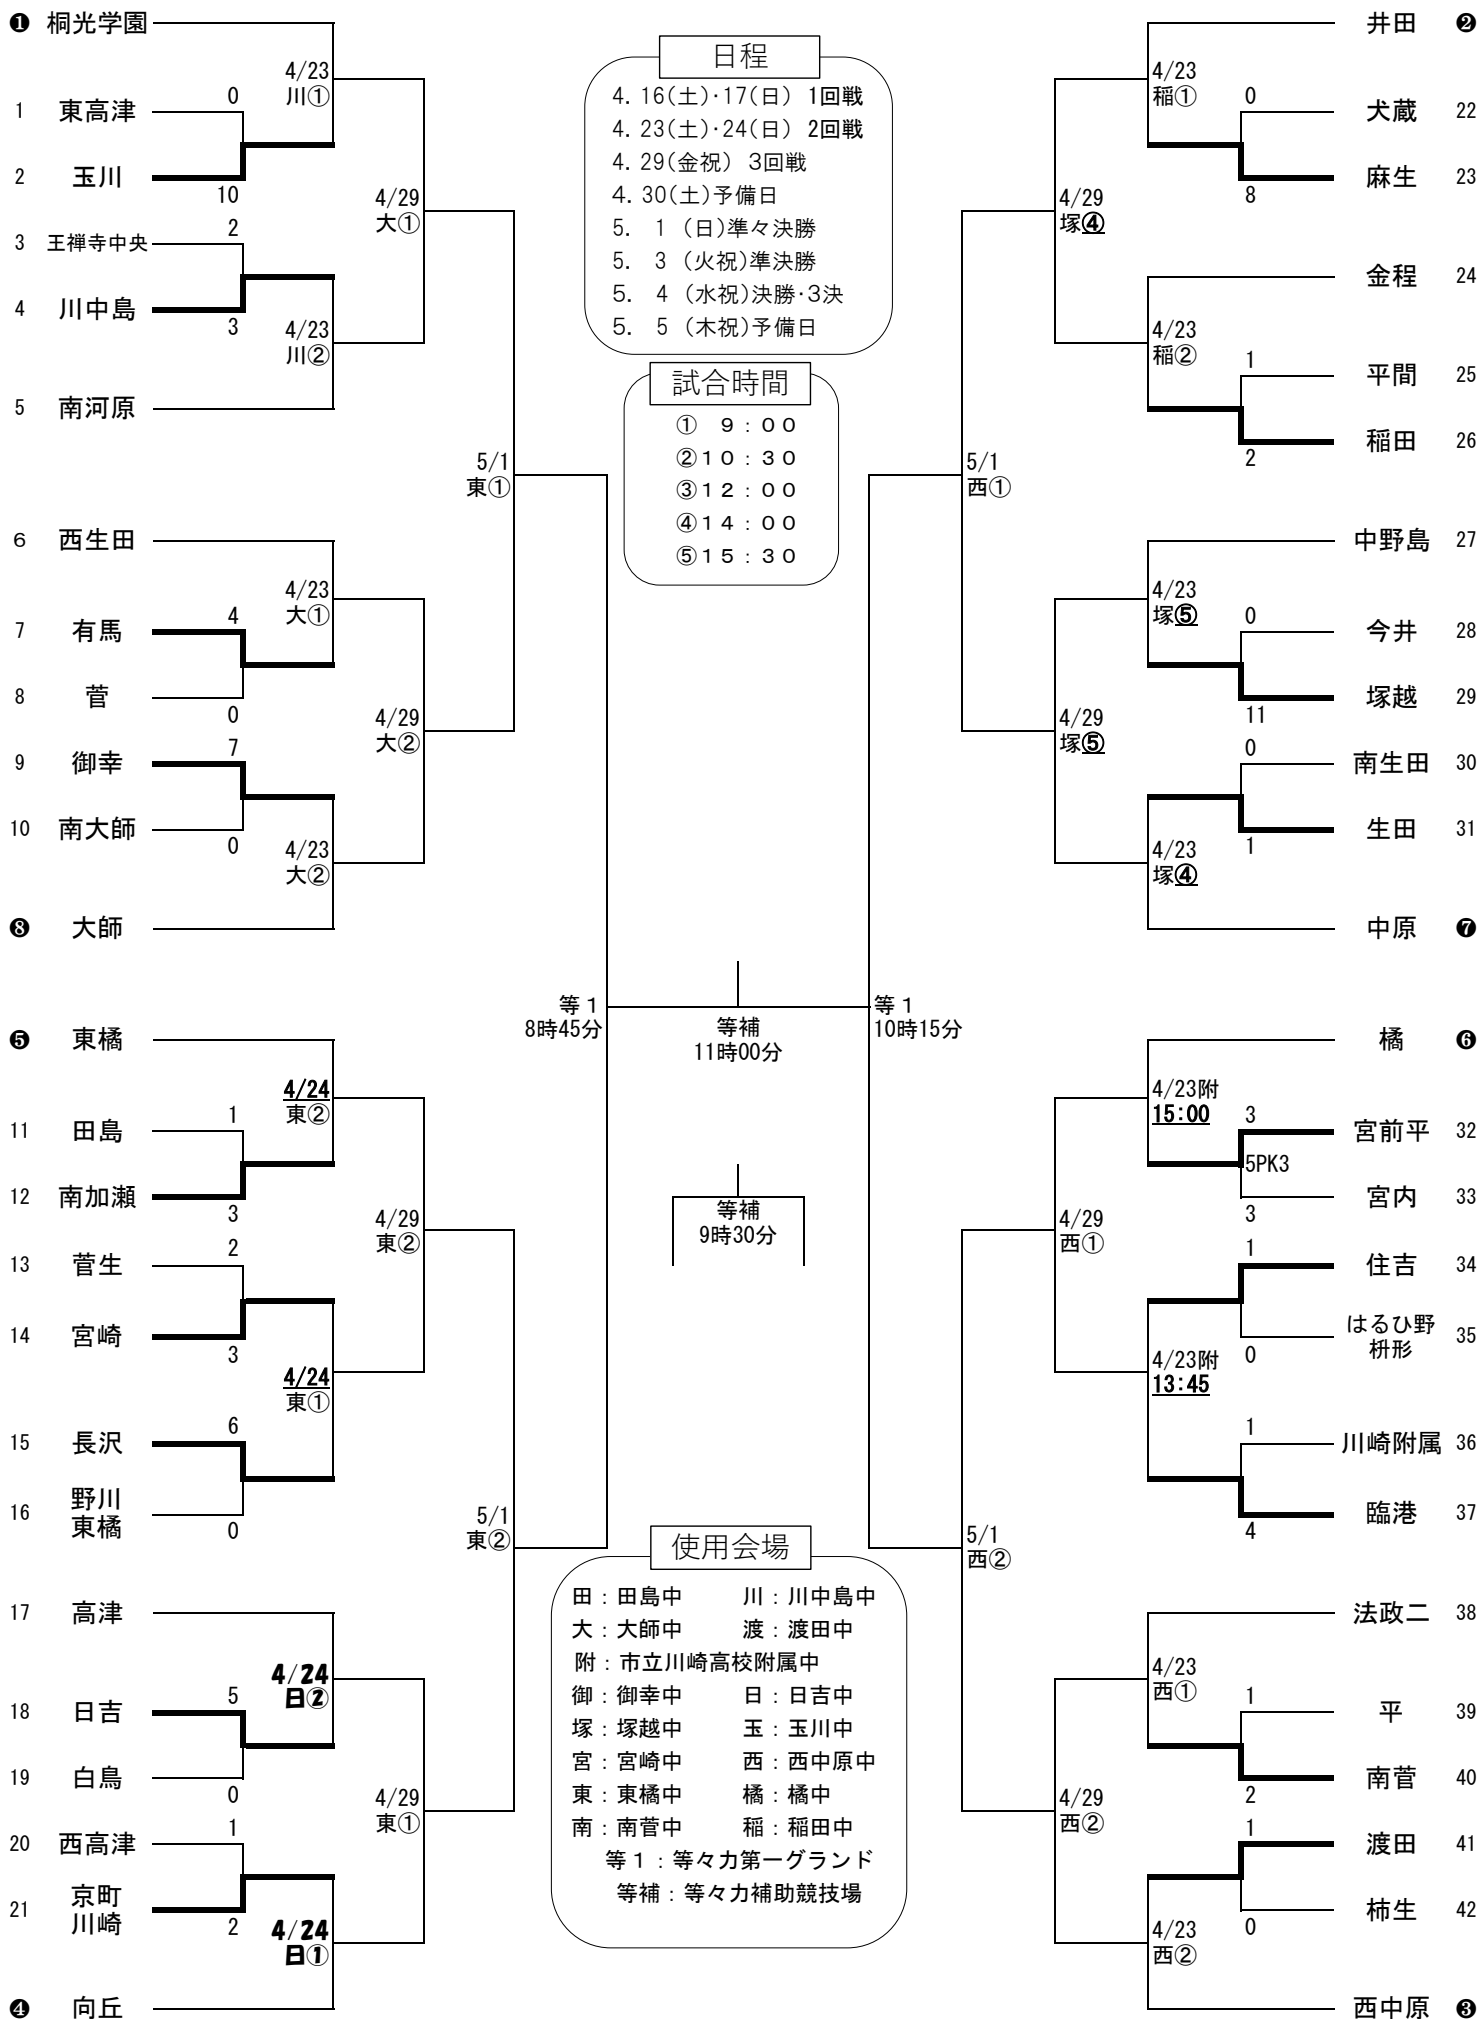 ❶ 桐光学園
4/23
川①
1 東高津 0
2 玉川 10
4/29
大①
3 王禅寺中央 2
4 川中島 3
4/23
川②
5 南河原
5/1
東①
6 西生田
4/23
大①
7 有馬 4
8 菅 0
4/29
大②
9 御幸 7
10 南大師 0
4/23
大②
❽ 大師
等1
8時45分
❺ 東橘
4/24
東②
11 田島 1
12 南加瀬 3
4/29
東②
13 菅生 2
14 宮崎 3
4/24
東①
15 長沢 6
16 野川
東橘 0
5/1
東②
17 高津
4/24
日②
18 日吉 5
19 白鳥 0
4/29
東①
20 西高津 1
21 京町
川崎 2
4/24
日①
❹ 向丘
日程
4. 16(土)・17(日) 1回戦
4. 23(土)・24(日) 2回戦
4. 29(金祝) 3回戦
4. 30(土)予備日
5. 1 (日)準々決勝
5. 3 (火祝)準決勝
5. 4 (水祝)決勝・3決
5. 5 (木祝)予備日
試合時間
① 9:00
②10:30
③12:00
④14:00
⑤15:30
等補
11時00分
等補
9時30分
使用会場
田:田島中 川:川中島中
大:大師中 渡:渡田中
附:市立川崎高校附属中
御:御幸中 日:日吉中
塚:塚越中 玉:玉川中
宮:宮崎中 西:西中原中
東:東橘中 橘:橘中
南:南菅中 稲:稲田中
等1:等々力第一グランド
等補:等々力補助競技場
井田 ❷
4/23
稲①
0 犬蔵 22
8 麻生 23
4/29
塚④
金程 24
4/23
稲②
1 平間 25
2 稲田 26
5/1
西①
中野島 27
4/23
塚⑤
0 今井 28
11 塚越 29
4/29
塚⑤
0 南生田 30
1 生田 31
4/23
塚④
中原 ❼
等1
10時15分
橘 ❻
4/23附
15:00
3 宮前平 32
5PK3
3 宮内 33
4/29
西①
1 住吉 34
0 はるひ野
枡形 35
4/23附
13:45
1 川崎附属 36
4 臨港 37
5/1
西②
法政二 38
4/23
西①
1 平 39
2 南菅 40
4/29
西②
1 渡田 41
0 柿生 42
4/23
西②
西中原 ❸